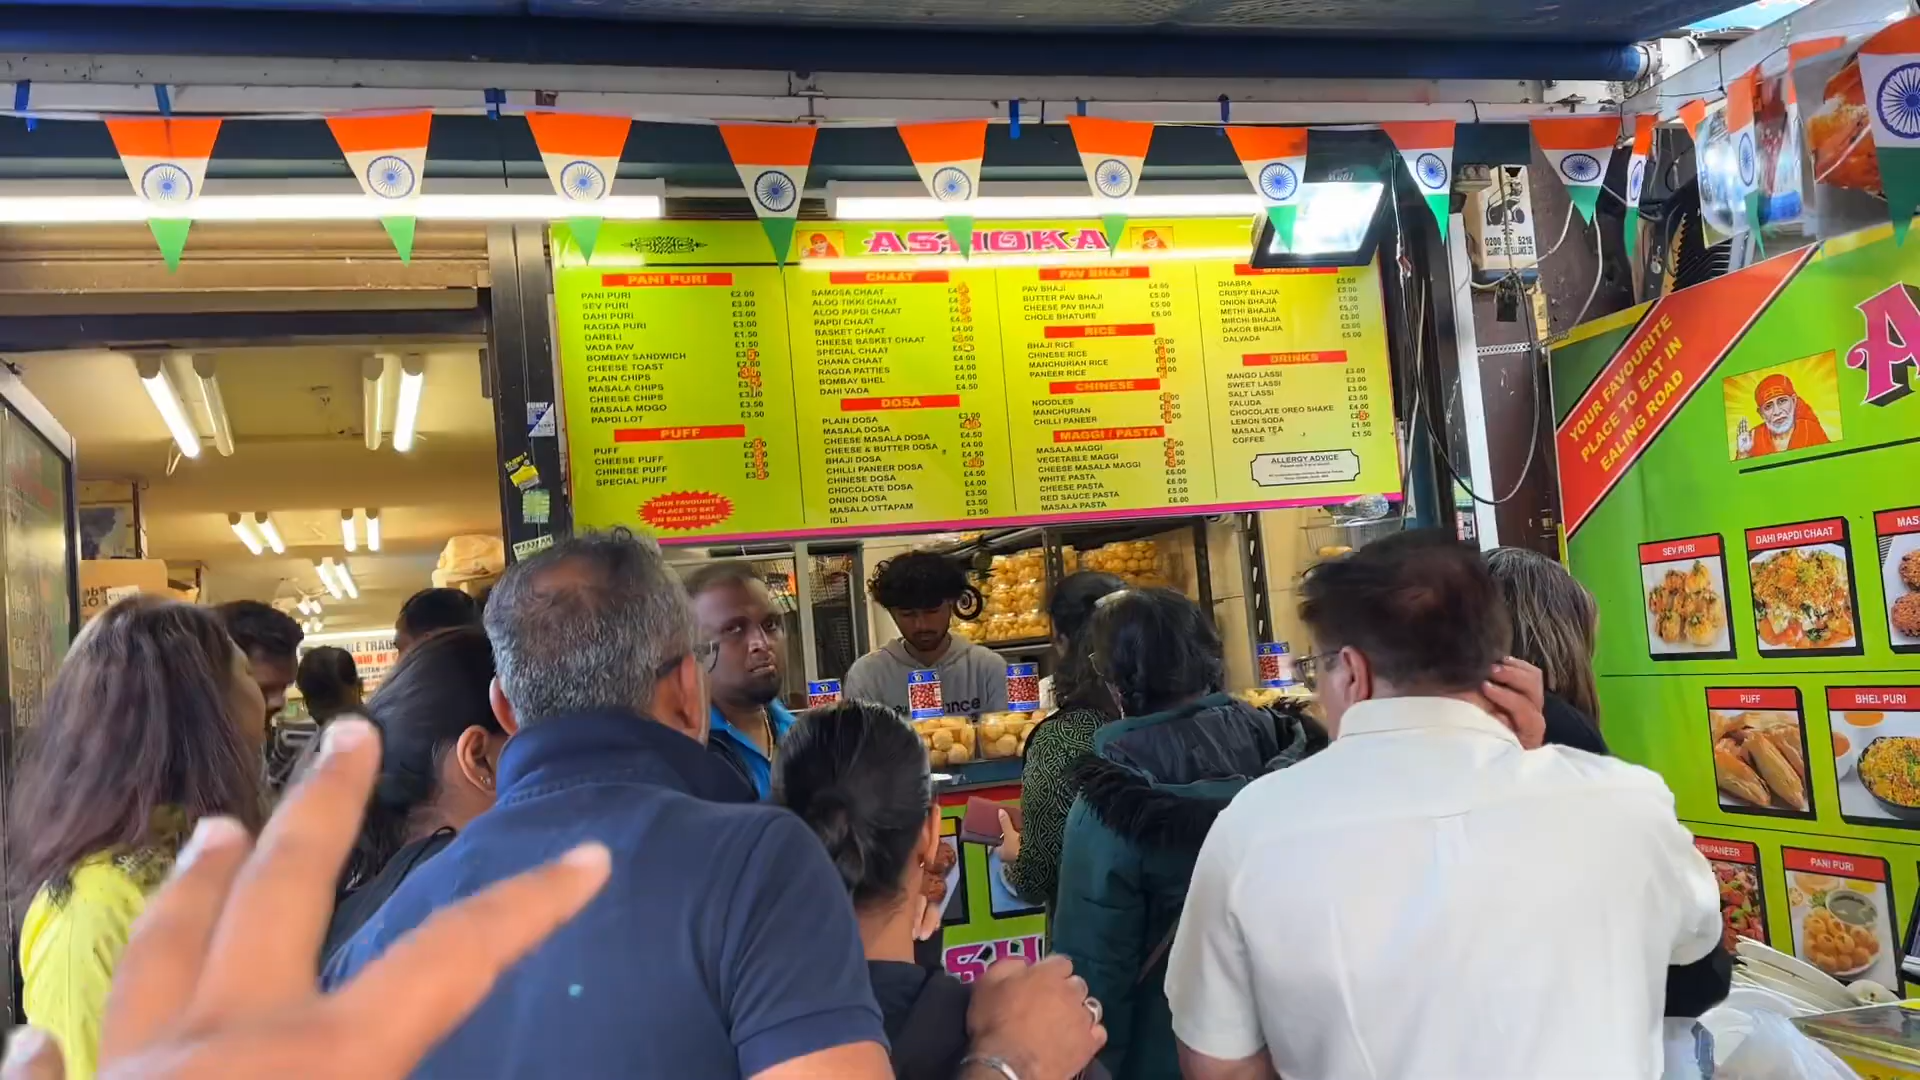 ASHOKA
PANI PURI
PANI PURI £2.00
SEV PURI £3.00
DAHI PURI £3.00
RAGDA PURI £3.00
DABELI £1.50
VADA PAV £1.50
BOMBAY SANDWICH
CHEESE TOAST
PLAIN CHIPS
MASALA CHIPS
CHEESE CHIPS
MASALA MOGO £3.50
PAPDI LOT £3.50
PUFF
PUFF
CHEESE PUFF
CHINESE PUFF
SPECIAL PUFF
YOUR FAVOURITE
PLACE TO EAT
ON EALING ROAD
CHAAT
SAMOSA CHAAT
ALOO TIKKI CHAAT
ALOO PAPDI CHAAT
PAPDI CHAAT
BASKET CHAAT £4.00
CHEESE BASKET CHAAT
SPECIAL CHAAT
CHANA CHAAT £4.00
RAGDA PATTIES £4.00
BOMBAY BHEL £4.00
DAHI VADA £4.50
DOSA
PLAIN DOSA £3.00
MASALA DOSA
CHEESE MASALA DOSA £4.50
CHEESE & BUTTER DOSA £4.00
BHAJI DOSA £4.50
CHILLI PANEER DOSA
CHINESE DOSA £4.50
CHOCOLATE DOSA £4.00
ONION DOSA £3.50
MASALA UTTAPAM £3.50
IDLI £3.50
PAV BHAJI
PAV BHAJI £4.50
BUTTER PAV BHAJI £5.00
CHEESE PAV BHAJI £5.00
CHOLE BHATURE £6.00
RICE
BHAJI RICE
CHINESE RICE
MANCHURIAN RICE
PANEER RICE
CHINESE
NOODLES
MANCHURIAN
CHILLI PANEER
MAGGI / PASTA
MASALA MAGGI
VEGETABLE MAGGI
CHEESE MASALA MAGGI
WHITE PASTA £6.00
CHEESE PASTA £6.00
RED SAUCE PASTA £5.00
MASALA PASTA £6.00
BHAJIA
DHABRA £5.00
CRISPY BHAJIA £5.00
ONION BHAJIA £5.00
METHI BHAJIA £5.00
MIRCHI BHAJIA £5.00
DAKOR BHAJIA £5.00
DALVADA £5.00
DRINKS
MANGO LASSI £3.00
SWEET LASSI £3.00
SALT LASSI £3.00
FALUDA £3.50
CHOCOLATE OREO SHAKE £4.00
LEMON SODA
MASALA TEA £1.50
COFFEE £1.50
ALLERGY ADVICE
YOUR FAVOURITE
PLACE TO EAT IN
EALING ROAD
A
SEV PURI
DAHI PAPDI CHAAT
MAS
PUFF
BHEL PURI
PANEER
PANI PURI
SH